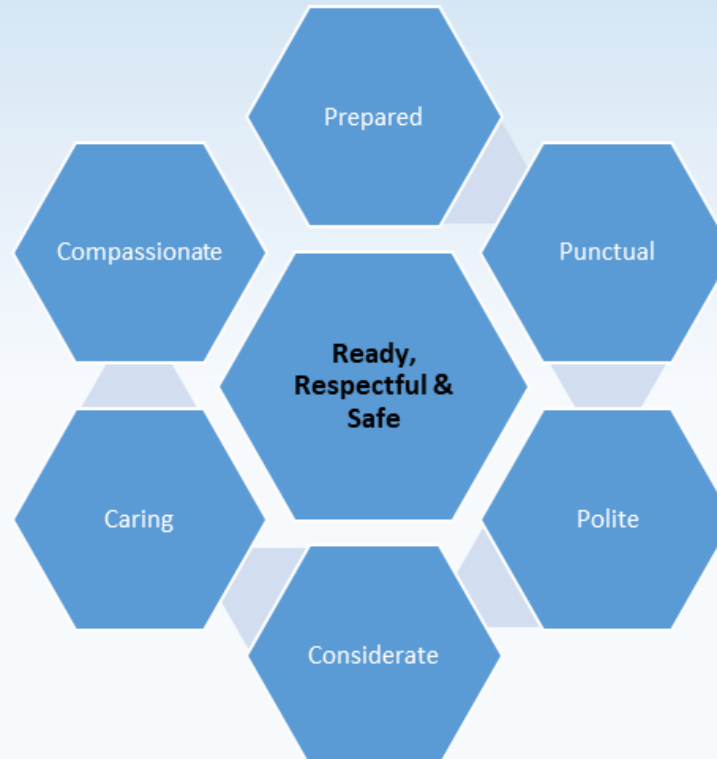 Prepared
Punctual
Compassionate
Ready,
Respectful &
Safe
Polite
Caring
Considerate